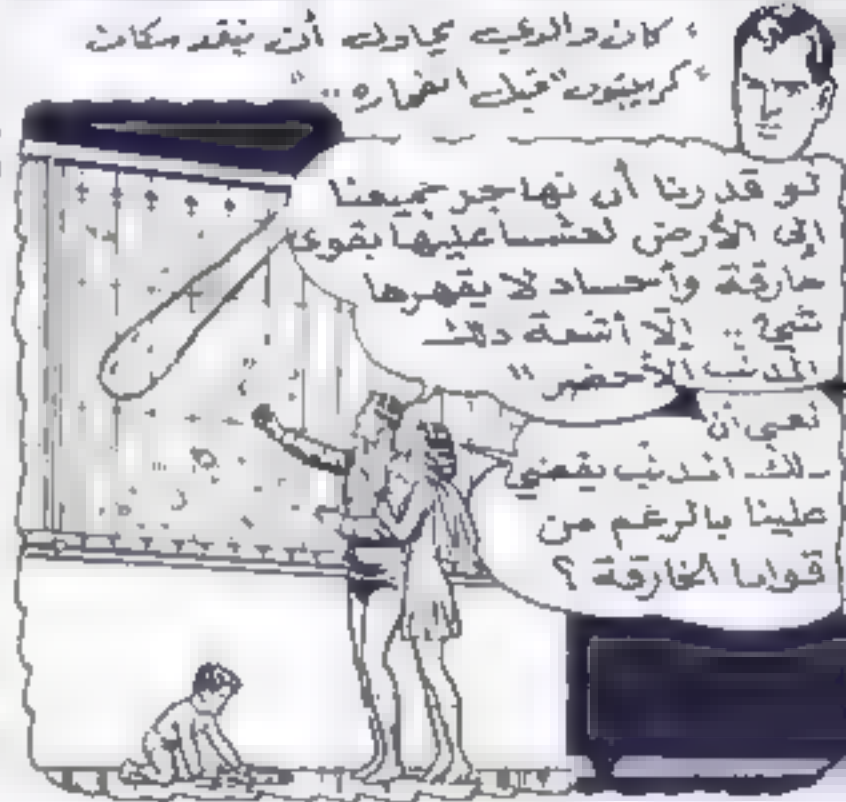 "كان والدي يحاول أن ينقذ سكان
"كريبتون" قبل انفجاره ..."
لو قدرنا أن نهاجر جميعنا
إلى الأرض لعشنا عليها بقوى
خارقة وأجساد لا يقهرها
شيء .. إلا أشعة ذلك
المذنب الأخضر "
تعني أن
ذلك المذنب يقضي
علينا بالرغم من
قوانا الخارقة ؟